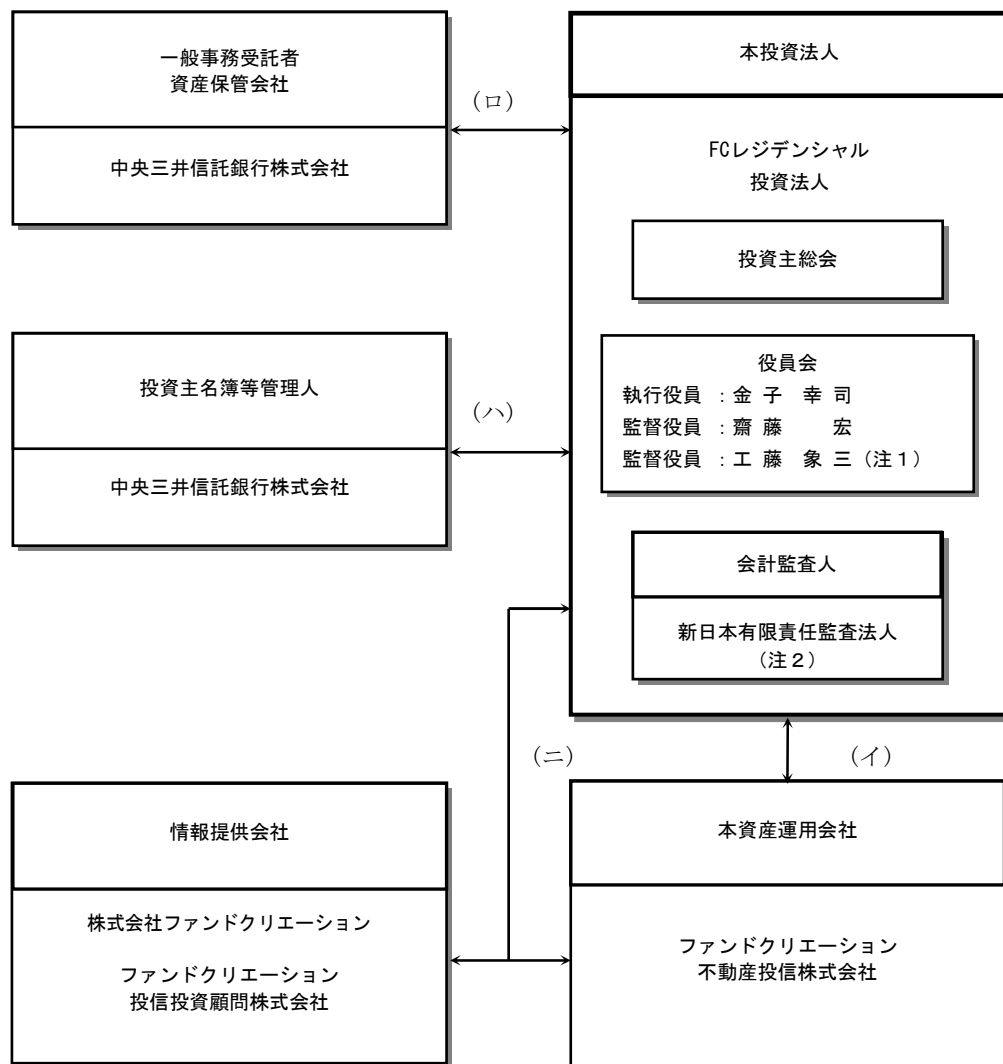 一般事務受託者
資産保管会社
中央三井信託銀行株式会社
(ロ)
本投資法人
FCレジデンシャル
投資法人
投資主総会
役員会
執行役員 :金 子 幸 司
監督役員 :齋 藤 宏
監督役員 :工 藤 象 三(注1)
会計監査人
新日本有限責任監査法人
(注2)
投資主名簿等管理人
中央三井信託銀行株式会社
(ハ)
(ニ)
(イ)
情報提供会社
株式会社ファンドクリエーション
ファンドクリエーション
投信投資顧問株式会社
本資産運用会社
ファンドクリエーション
不動産投信株式会社